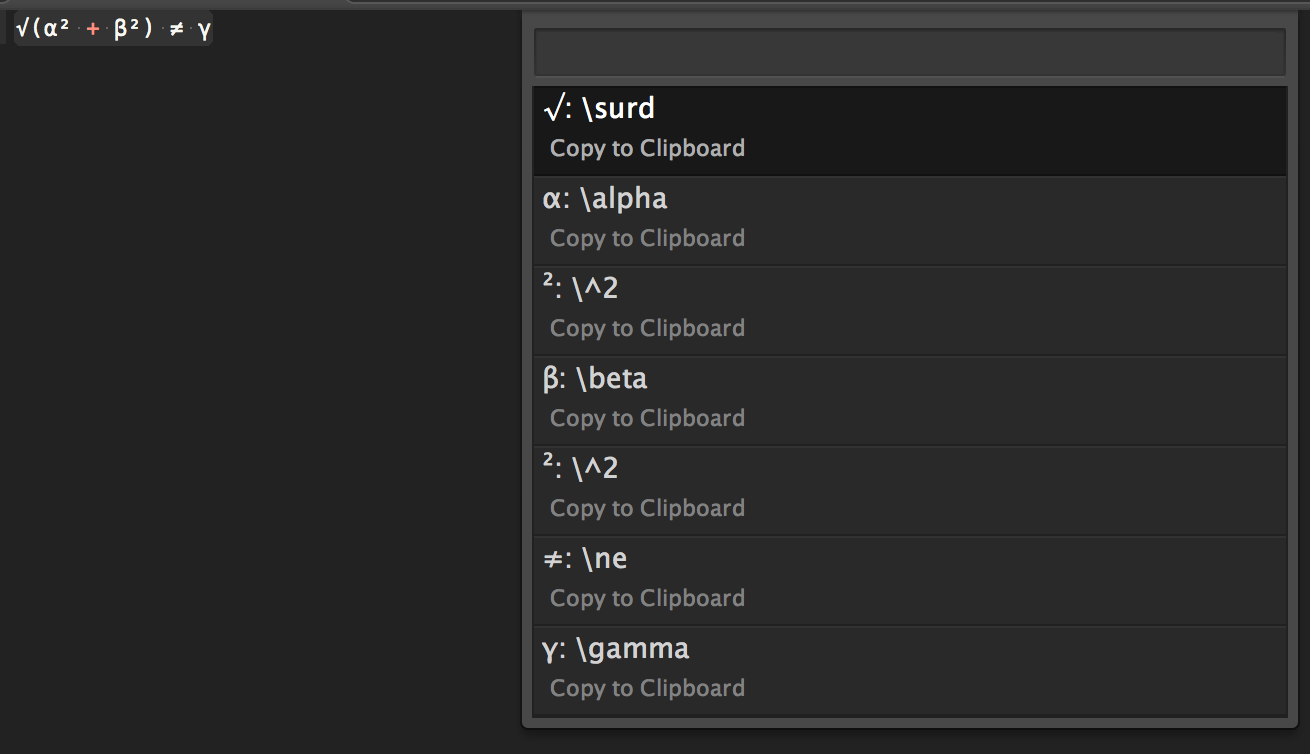 √(α² + β²) ≠ γ
√: \surd
Copy to Clipboard
α: \alpha
Copy to Clipboard
²: \^2
Copy to Clipboard
β: \beta
Copy to Clipboard
²: \^2
Copy to Clipboard
≠: \ne
Copy to Clipboard
γ: \gamma
Copy to Clipboard